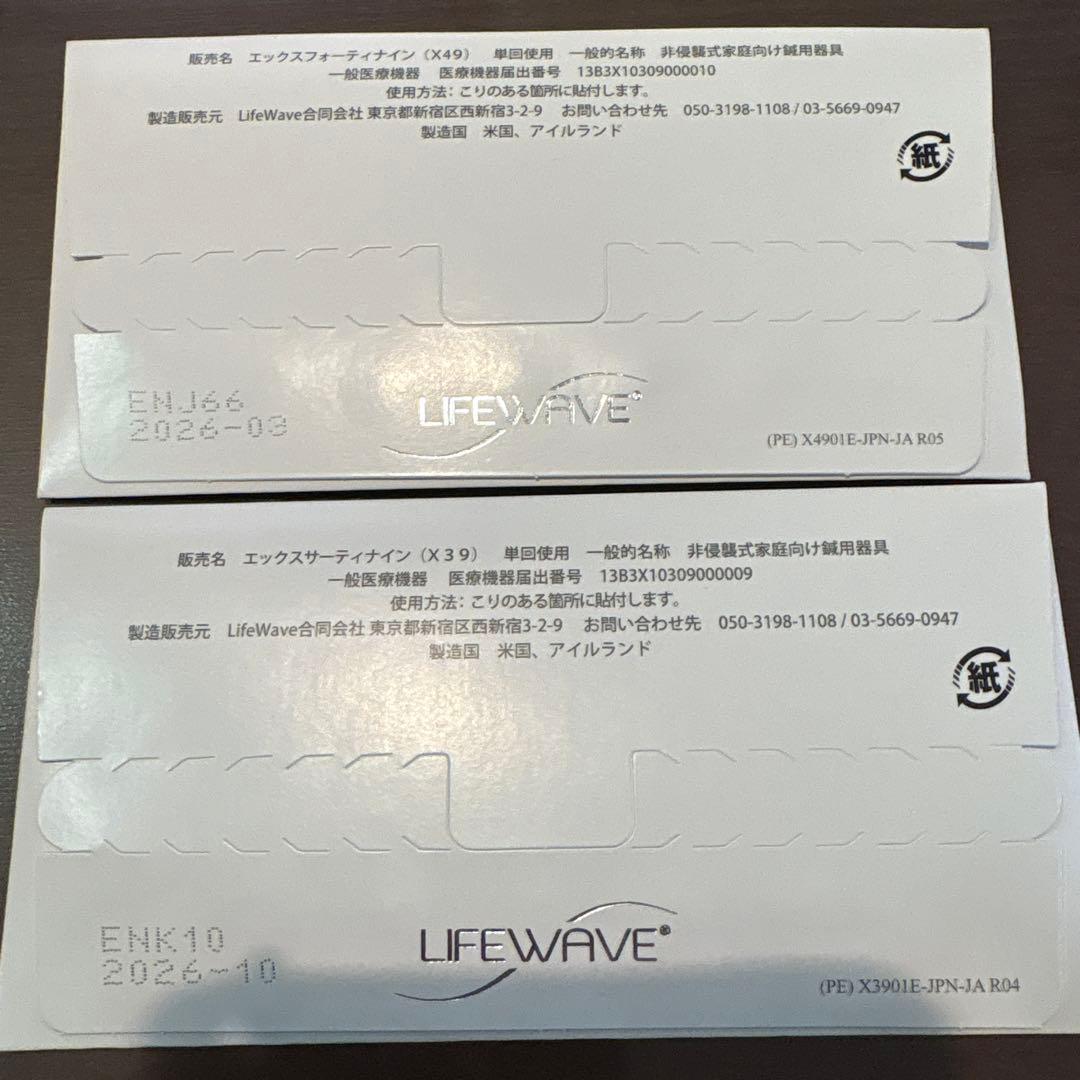 販売名　エックスフォーティナイン（X49）　単回使用　一般的名称　非侵襲式家庭向け鍼用器具
一般医療機器　医療機器届出番号　13B3X10309000010
使用方法：こりのある箇所に貼付します。
製造販売元　LifeWave合同会社 東京都新宿区西新宿3-2-9　お問い合わせ先　050-3198-1108 / 03-5669-0947
製造国　米国、アイルランド
紙
ENJ66
2026-03
LIFEWAVE®
(PE) X4901E-JPN-JA R05
販売名　エックスサーティナイン（X３９）　単回使用　一般的名称　非侵襲式家庭向け鍼用器具
一般医療機器　医療機器届出番号　13B3X10309000009
使用方法：こりのある箇所に貼付します。
製造販売元　LifeWave合同会社 東京都新宿区西新宿3-2-9　お問い合わせ先　050-3198-1108 / 03-5669-0947
製造国　米国、アイルランド
紙
ENK10
2026-10
LIFEWAVE®
(PE) X3901E-JPN-JA R04